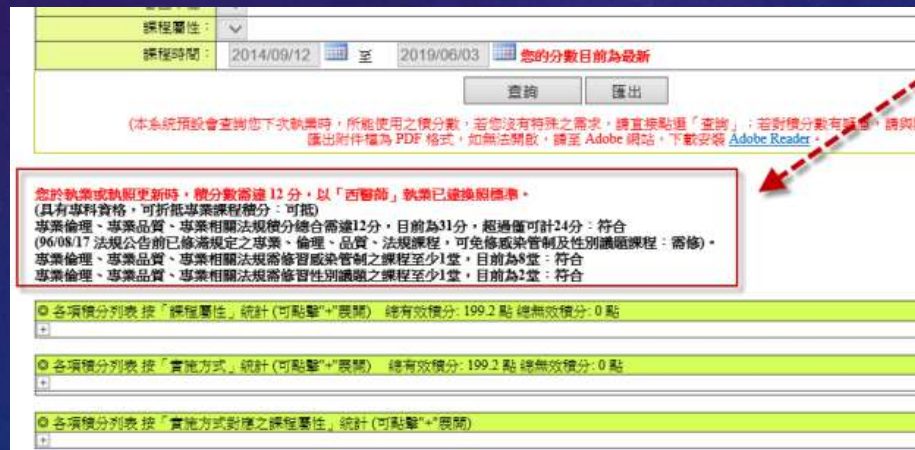 課程屬性：
課程時間： 2014/09/12 至 2019/06/03 您的分數目前為最新
查詢 匯出
(本系統預設會查詢您下次執業時，所能使用之積分數，若您沒有特殊之需求，請直接點選「查詢」；若對積分數有疑義，請與
匯出附件檔為 PDF 格式，如無法開啟，請至 Adobe 網站，下載安裝 Adobe Reader。
您於執業或執照更新時，積分數需達 12 分，以「西醫師」執業已達換照標準。
(具有專科資格，可折抵專業課程積分：可抵)
專業倫理、專業品質、專業相關法規積分總合需達12分，目前為31分，超過僅可計24分：符合
(96/08/17 法規公告前已修滿規定之專業、倫理、品質、法規課程，可免修感染管制及性別議題課程：需修)。
專業倫理、專業品質、專業相關法規需修習感染管制之課程至少1堂，目前為8堂：符合
專業倫理、專業品質、專業相關法規需修習性別議題之課程至少1堂，目前為2堂：符合
各項積分列表 按「課程屬性」統計 (可點擊"+"展開) 總有效積分: 199.2 點 總無效積分: 0 點
+
各項積分列表 按「實施方式」統計 (可點擊"+"展開) 總有效積分: 199.2 點 總無效積分: 0 點
+
各項積分列表 按「實施方式對應之課程屬性」統計 (可點擊"+"展開)
+